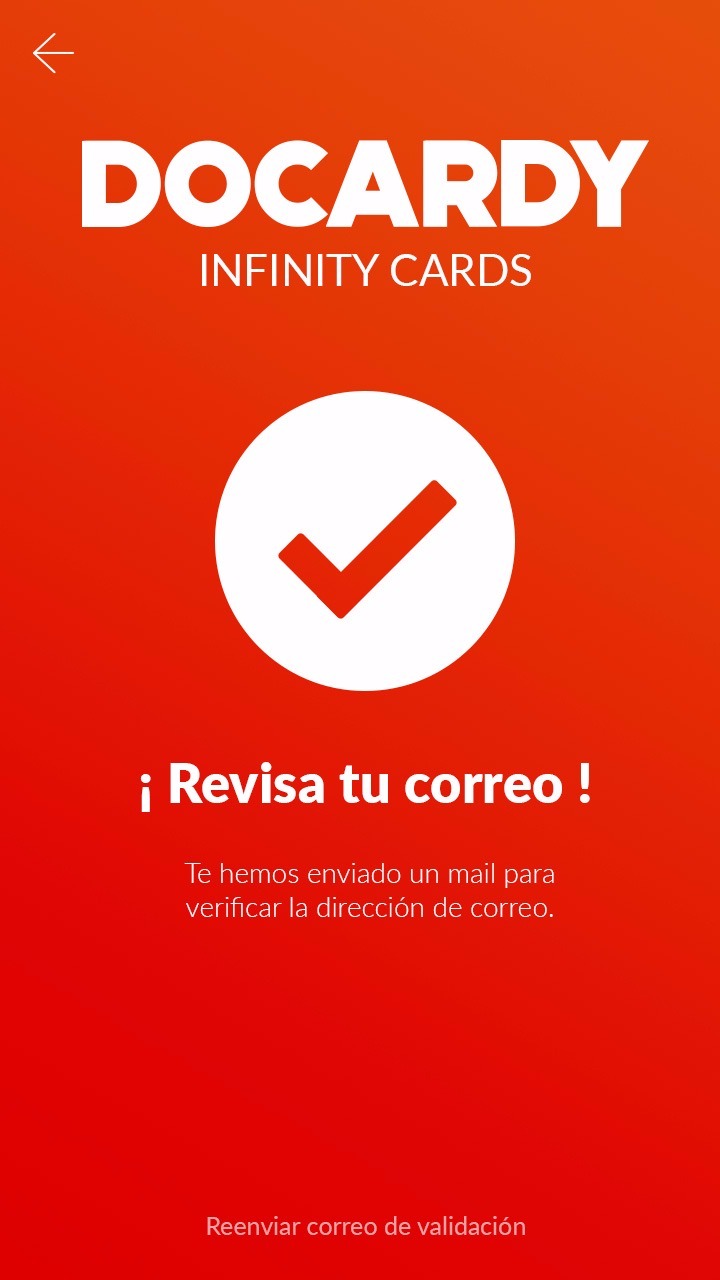 DOCARDY
INFINITY CARDS
¡ Revisa tu correo !
Te hemos enviado un mail para
verificar la dirección de correo.
Reenviar correo de validación